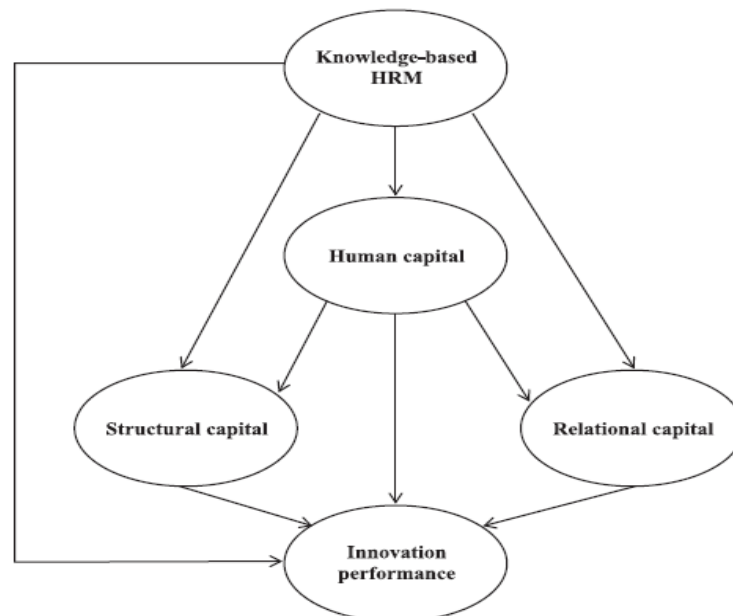 Knowledge-based
HRM
Human capital
Structural capital
Relational capital
Innovation
performance